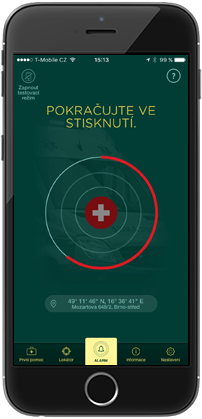 T-Mobile CZ 15:13 99 %
Zapnout
testovací
režim
?
POKRAČUJTE VE
STISKNUTÍ.
49° 11' 46" N, 16° 36' 41" E
Mozartova 648/2, Brno-střed
První pomoc Lokátor ALARM Informace Nastavení